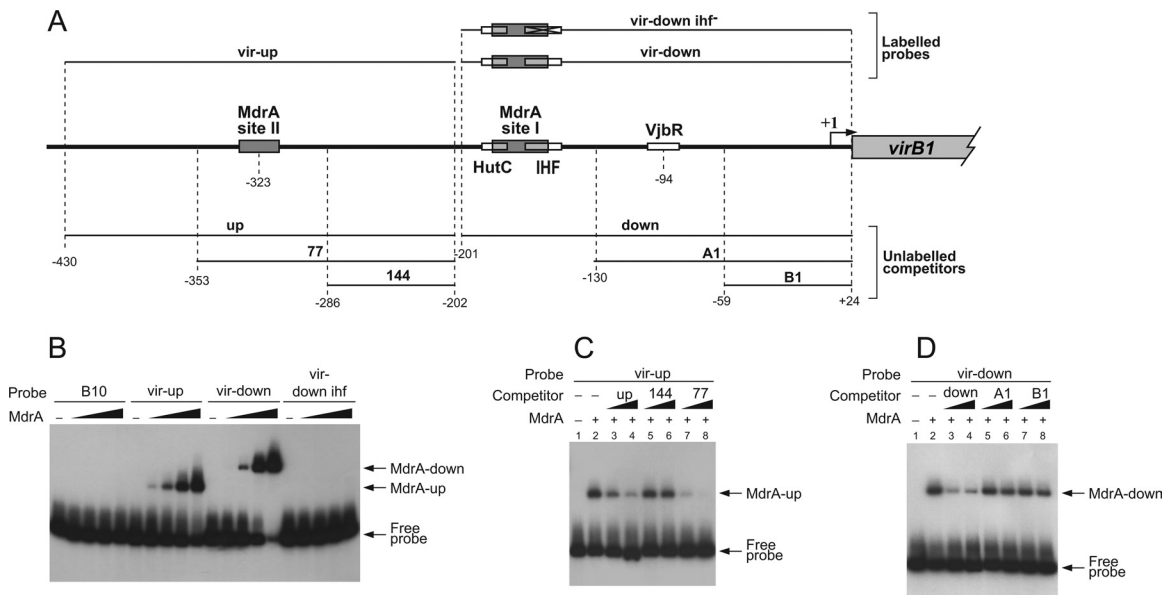 A
vir-down ihf-
vir-up
vir-down
Labelled
probes
MdrA
site II
MdrA
site I
VjbR
+1
virB1
HutC
IHF
-323
-94
up
down
-430
-201
77
A1
-353
-130
144
B1
-286
-202
-59
+24
Unlabelled
competitors
B
vir-
Probe B10 vir-up vir-down down ihf
MdrA – – – –
MdrA-down
MdrA-up
Free
probe
C
Probe vir-up
Competitor up 144 77
MdrA – + + + + + + +
1 2 3 4 5 6 7 8
MdrA-up
Free
probe
D
Probe vir-down
Competitor down A1 B1
MdrA – + + + + + + +
1 2 3 4 5 6 7 8
MdrA-down
Free
probe